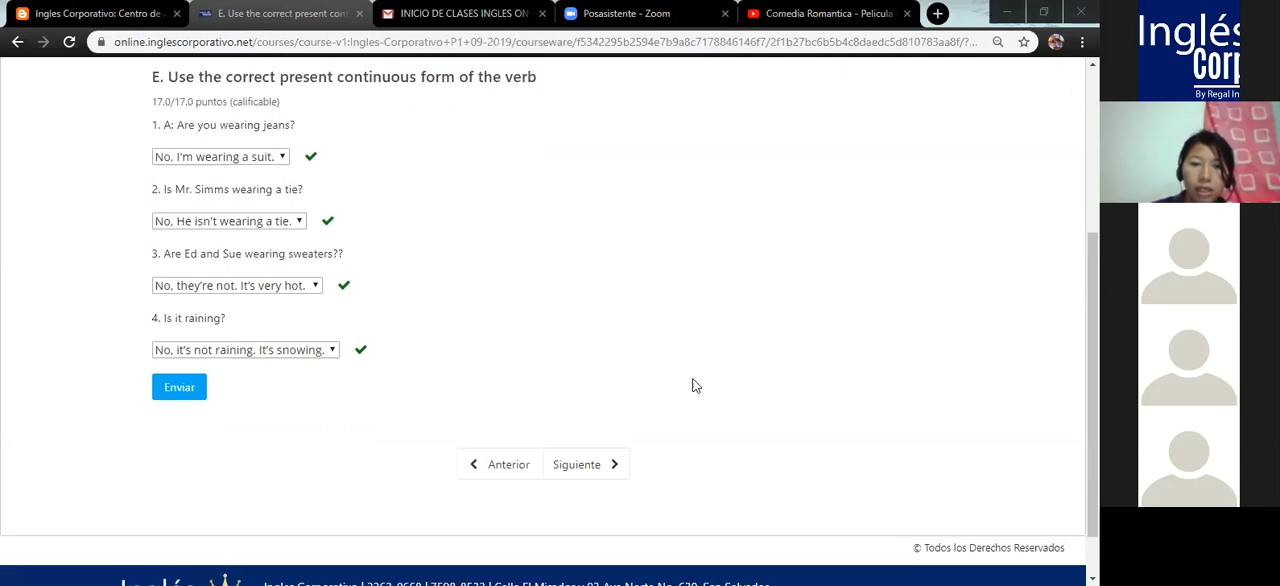 Ingles Corporativo: Centro de
E. Use the correct present cont
INICIO DE CLASES INGLES ON
Posasistente - Zoom
Comedia Romantica - Pelicula
online.inglescorporativo.net/courses/course-v1:Ingles-Corporativo+P1+09-2019/courseware/f5342295b2594e7b9a8c7178846146f7/2f1b27bc6b5b4c8daedc5d810783aa8f/?...
Inglés
Corp
By Regal In
E. Use the correct present continuous form of the verb
17.0/17.0 puntos (calificable)
1. A: Are you wearing jeans?
No, I'm wearing a suit.
2. Is Mr. Simms wearing a tie?
No, He isn't wearing a tie.
3. Are Ed and Sue wearing sweaters??
No, they're not. It's very hot.
4. Is it raining?
No, it's not raining. It's snowing.
Enviar
Anterior
Siguiente
© Todos los Derechos Reservados